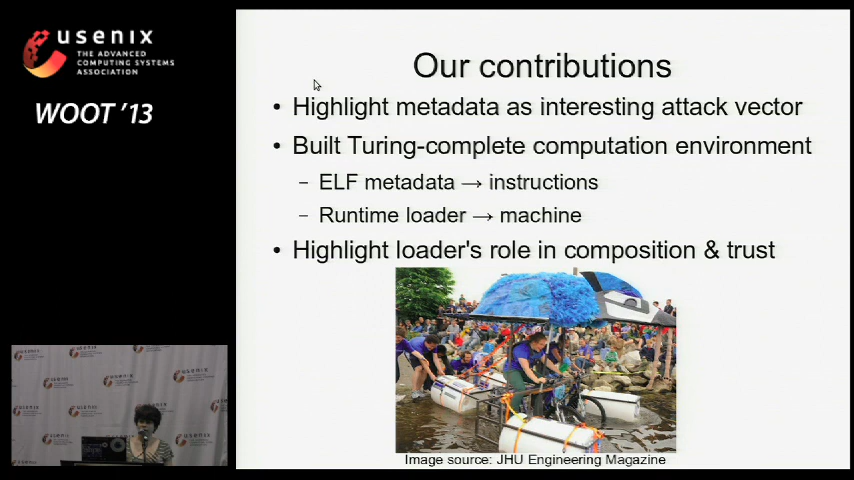 usenix
THE ADVANCED
COMPUTING SYSTEMS
ASSOCIATION
WOOT '13
Our contributions
• Highlight metadata as interesting attack vector
• Built Turing-complete computation environment
– ELF metadata → instructions
– Runtime loader → machine
• Highlight loader's role in composition & trust
Image source: JHU Engineering Magazine
usenix